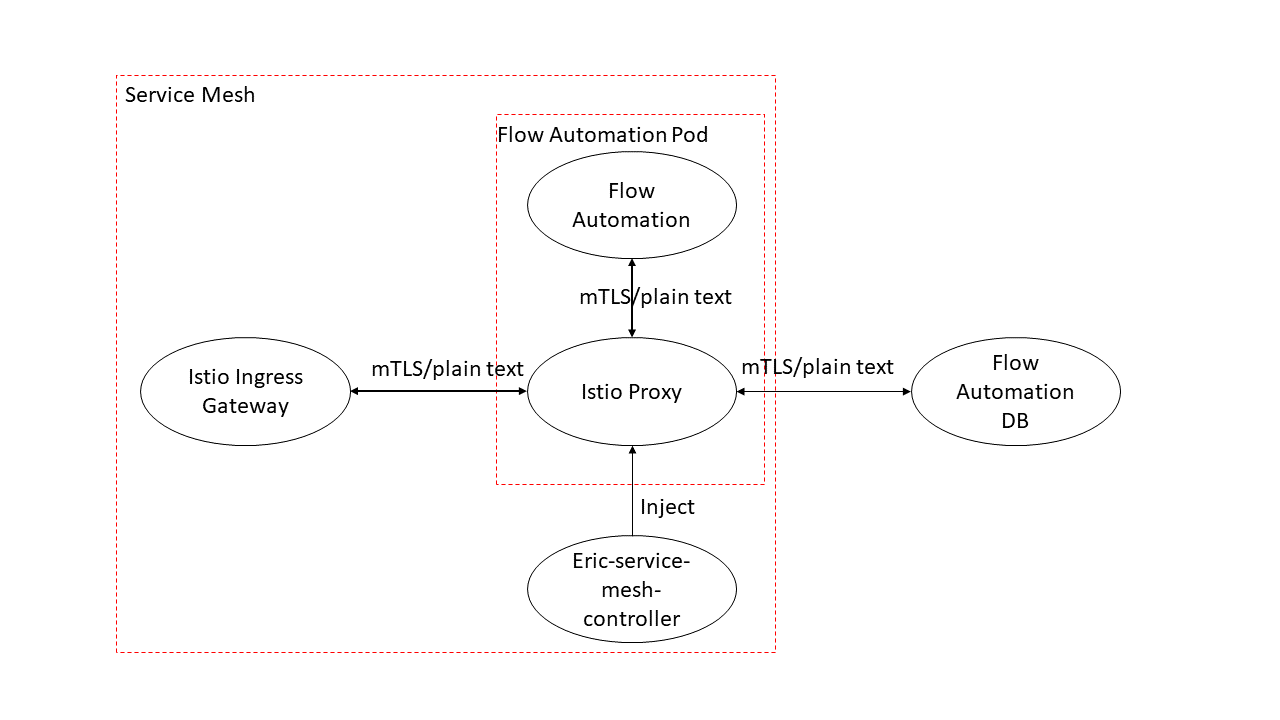 Service Mesh
Flow Automation Pod
Flow
Automation
mTLS/plain text
Istio Ingress
Gateway
mTLS/plain text
Istio Proxy
mTLS/plain text
Flow
Automation
DB
Inject
Eric-service-
mesh-
controller